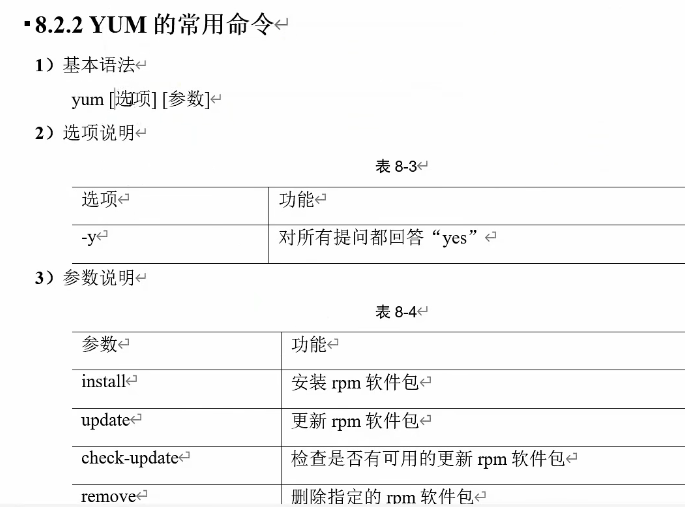 8.2.2 YUM 的常用命令
1）基本语法
yum [选项] [参数]
2）选项说明
表 8-3
选项 功能
-y 对所有提问都回答“yes”
3）参数说明
表 8-4
参数 功能
install 安装 rpm 软件包
update 更新 rpm 软件包
check-update 检查是否有可用的更新 rpm 软件包
remove 删除指定的 rpm 软件包